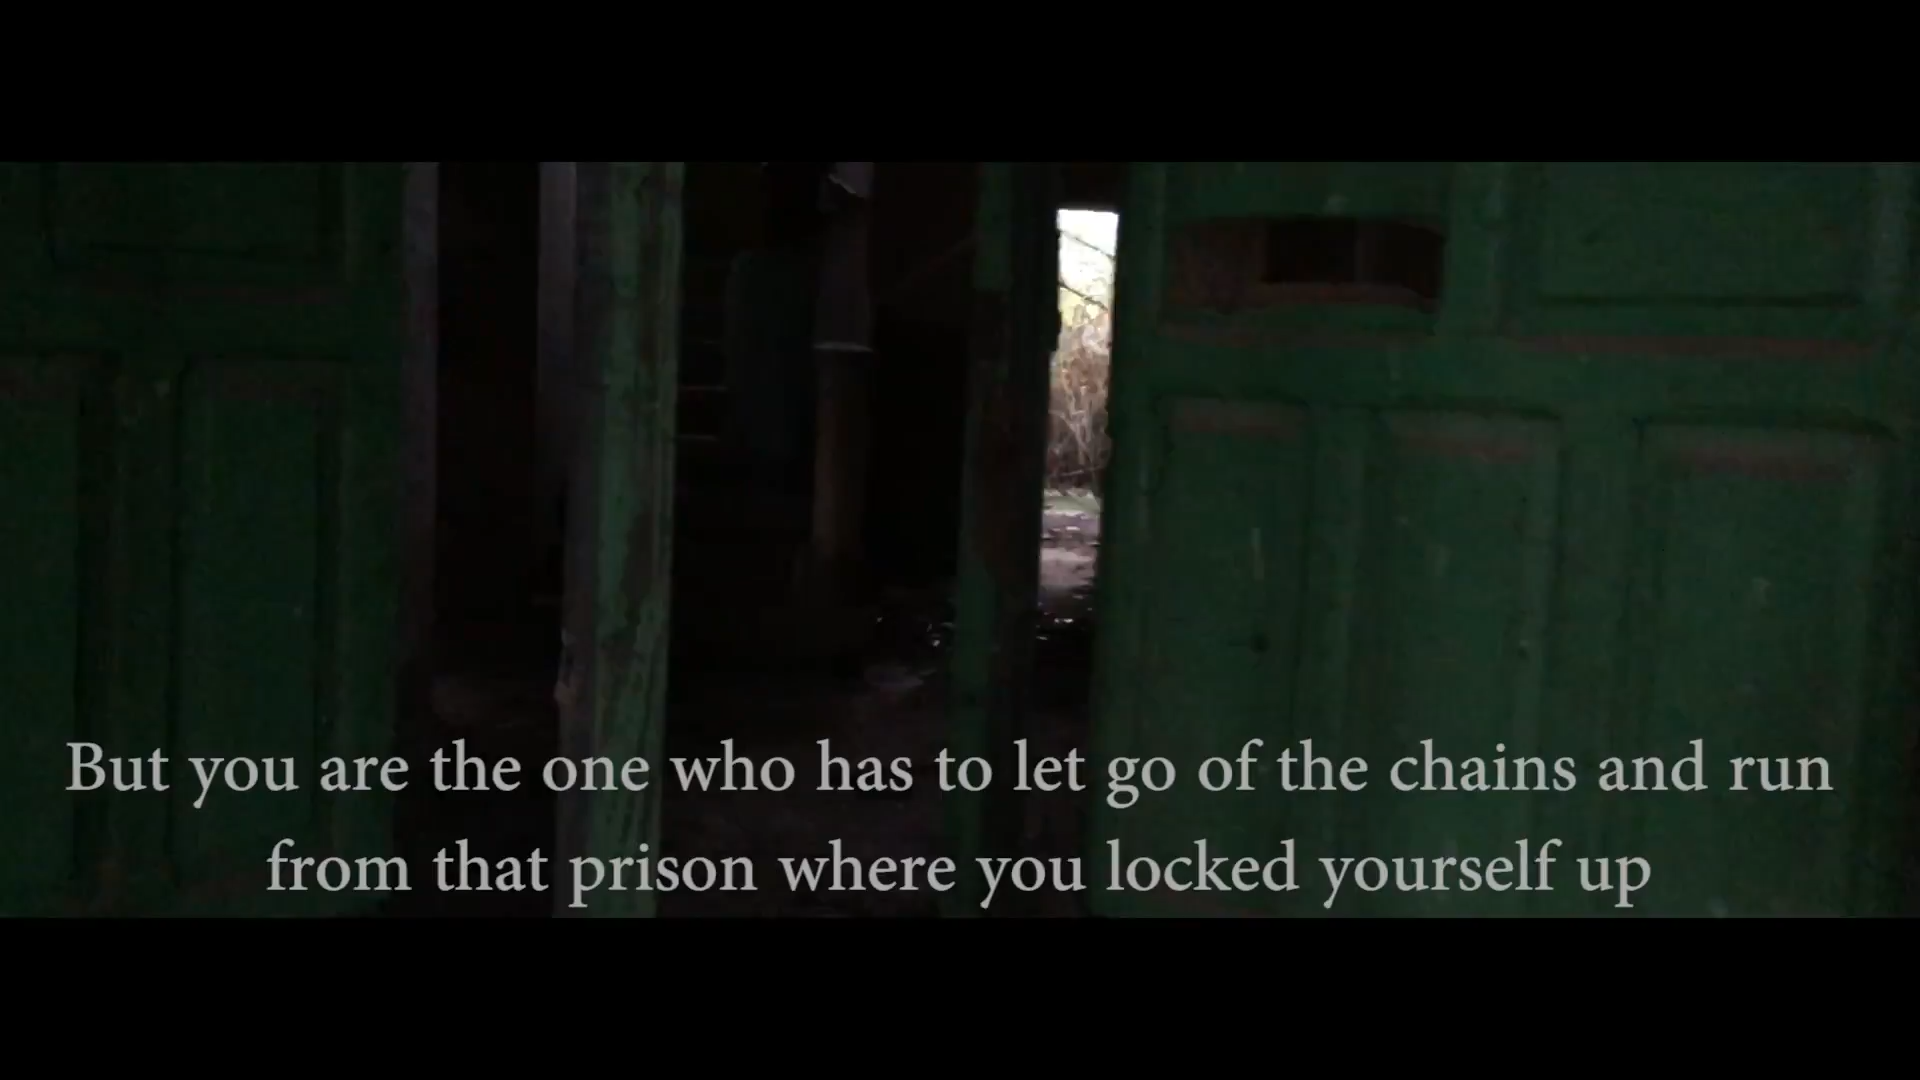 But you are the one who has to let go of the chains and run
from that prison where you locked yourself up